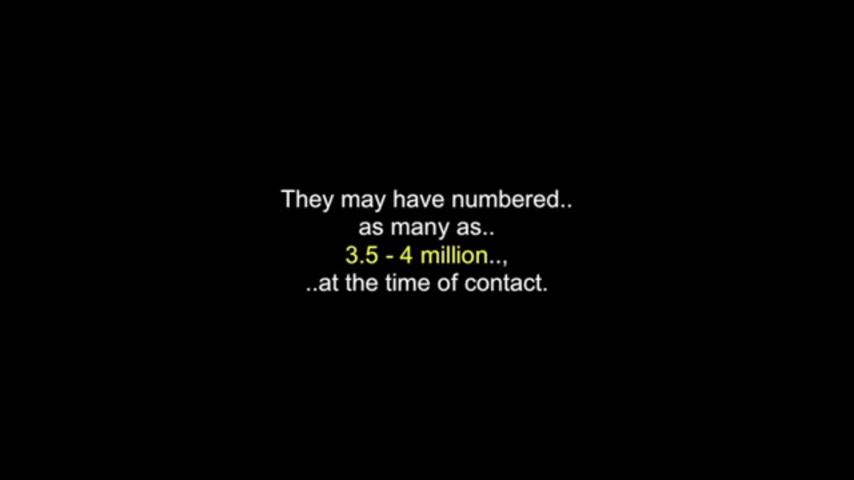 They may have numbered..
as many as..
3.5 - 4 million..,
..at the time of contact.